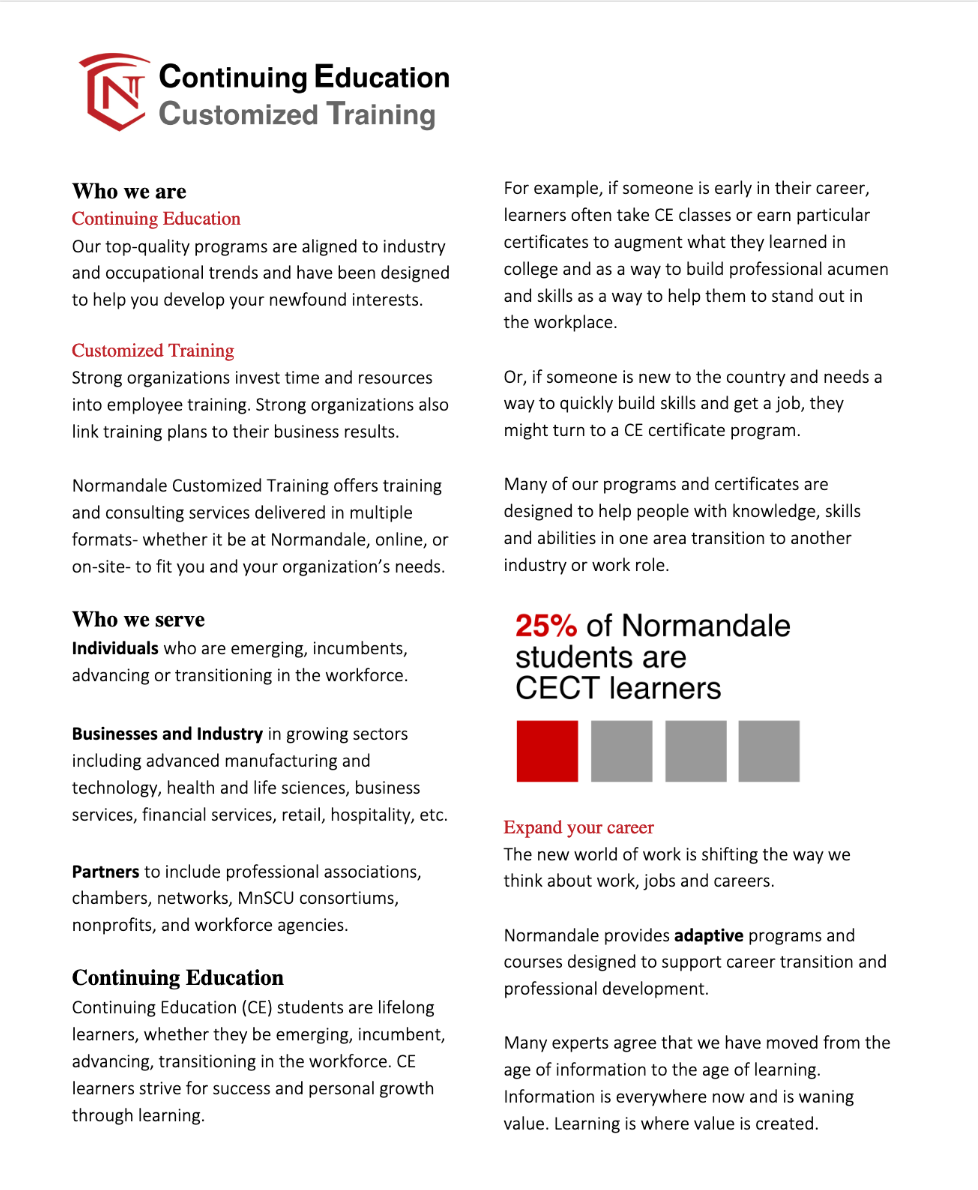 Continuing Education
Customized Training
Who we are
Continuing Education
Our top-quality programs are aligned to industry
and occupational trends and have been designed
to help you develop your newfound interests.
Customized Training
Strong organizations invest time and resources
into employee training. Strong organizations also
link training plans to their business results.
Normandale Customized Training offers training
and consulting services delivered in multiple
formats- whether it be at Normandale, online, or
on-site- to fit you and your organization’s needs.
Who we serve
Individuals who are emerging, incumbents,
advancing or transitioning in the workforce.
Businesses and Industry in growing sectors
including advanced manufacturing and
technology, health and life sciences, business
services, financial services, retail, hospitality, etc.
Partners to include professional associations,
chambers, networks, MnSCU consortiums,
nonprofits, and workforce agencies.
Continuing Education
Continuing Education (CE) students are lifelong
learners, whether they be emerging, incumbent,
advancing, transitioning in the workforce. CE
learners strive for success and personal growth
through learning.
For example, if someone is early in their career,
learners often take CE classes or earn particular
certificates to augment what they learned in
college and as a way to build professional acumen
and skills as a way to help them to stand out in
the workplace.
Or, if someone is new to the country and needs a
way to quickly build skills and get a job, they
might turn to a CE certificate program.
Many of our programs and certificates are
designed to help people with knowledge, skills
and abilities in one area transition to another
industry or work role.
25% of Normandale
students are
CECT learners
Expand your career
The new world of work is shifting the way we
think about work, jobs and careers.
Normandale provides adaptive programs and
courses designed to support career transition and
professional development.
Many experts agree that we have moved from the
age of information to the age of learning.
Information is everywhere now and is waning
value. Learning is where value is created.